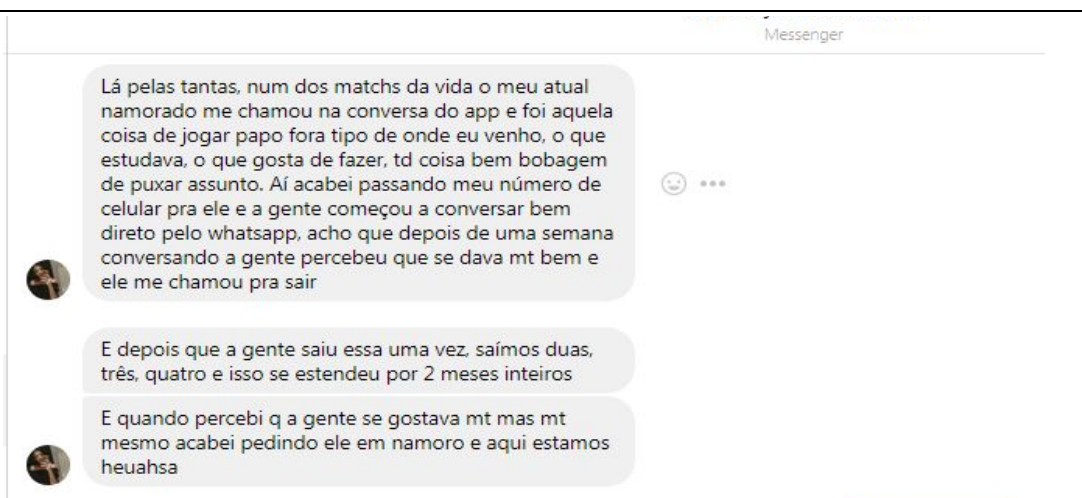 Messenger
Lá pelas tantas, num dos matchs da vida o meu atual
namorado me chamou na conversa do app e foi aquela
coisa de jogar papo fora tipo de onde eu venho, o que
estudava, o que gosta de fazer, td coisa bem bobagem
de puxar assunto. Aí acabei passando meu número de
celular pra ele e a gente começou a conversar bem
direto pelo whatsapp, acho que depois de uma semana
conversando a gente percebeu que se dava mt bem e
ele me chamou pra sair
E depois que a gente saiu essa uma vez, saímos duas,
três, quatro e isso se estendeu por 2 meses inteiros
E quando percebi q a gente se gostava mt mas mt
mesmo acabei pedindo ele em namoro e aqui estamos
heuahsa